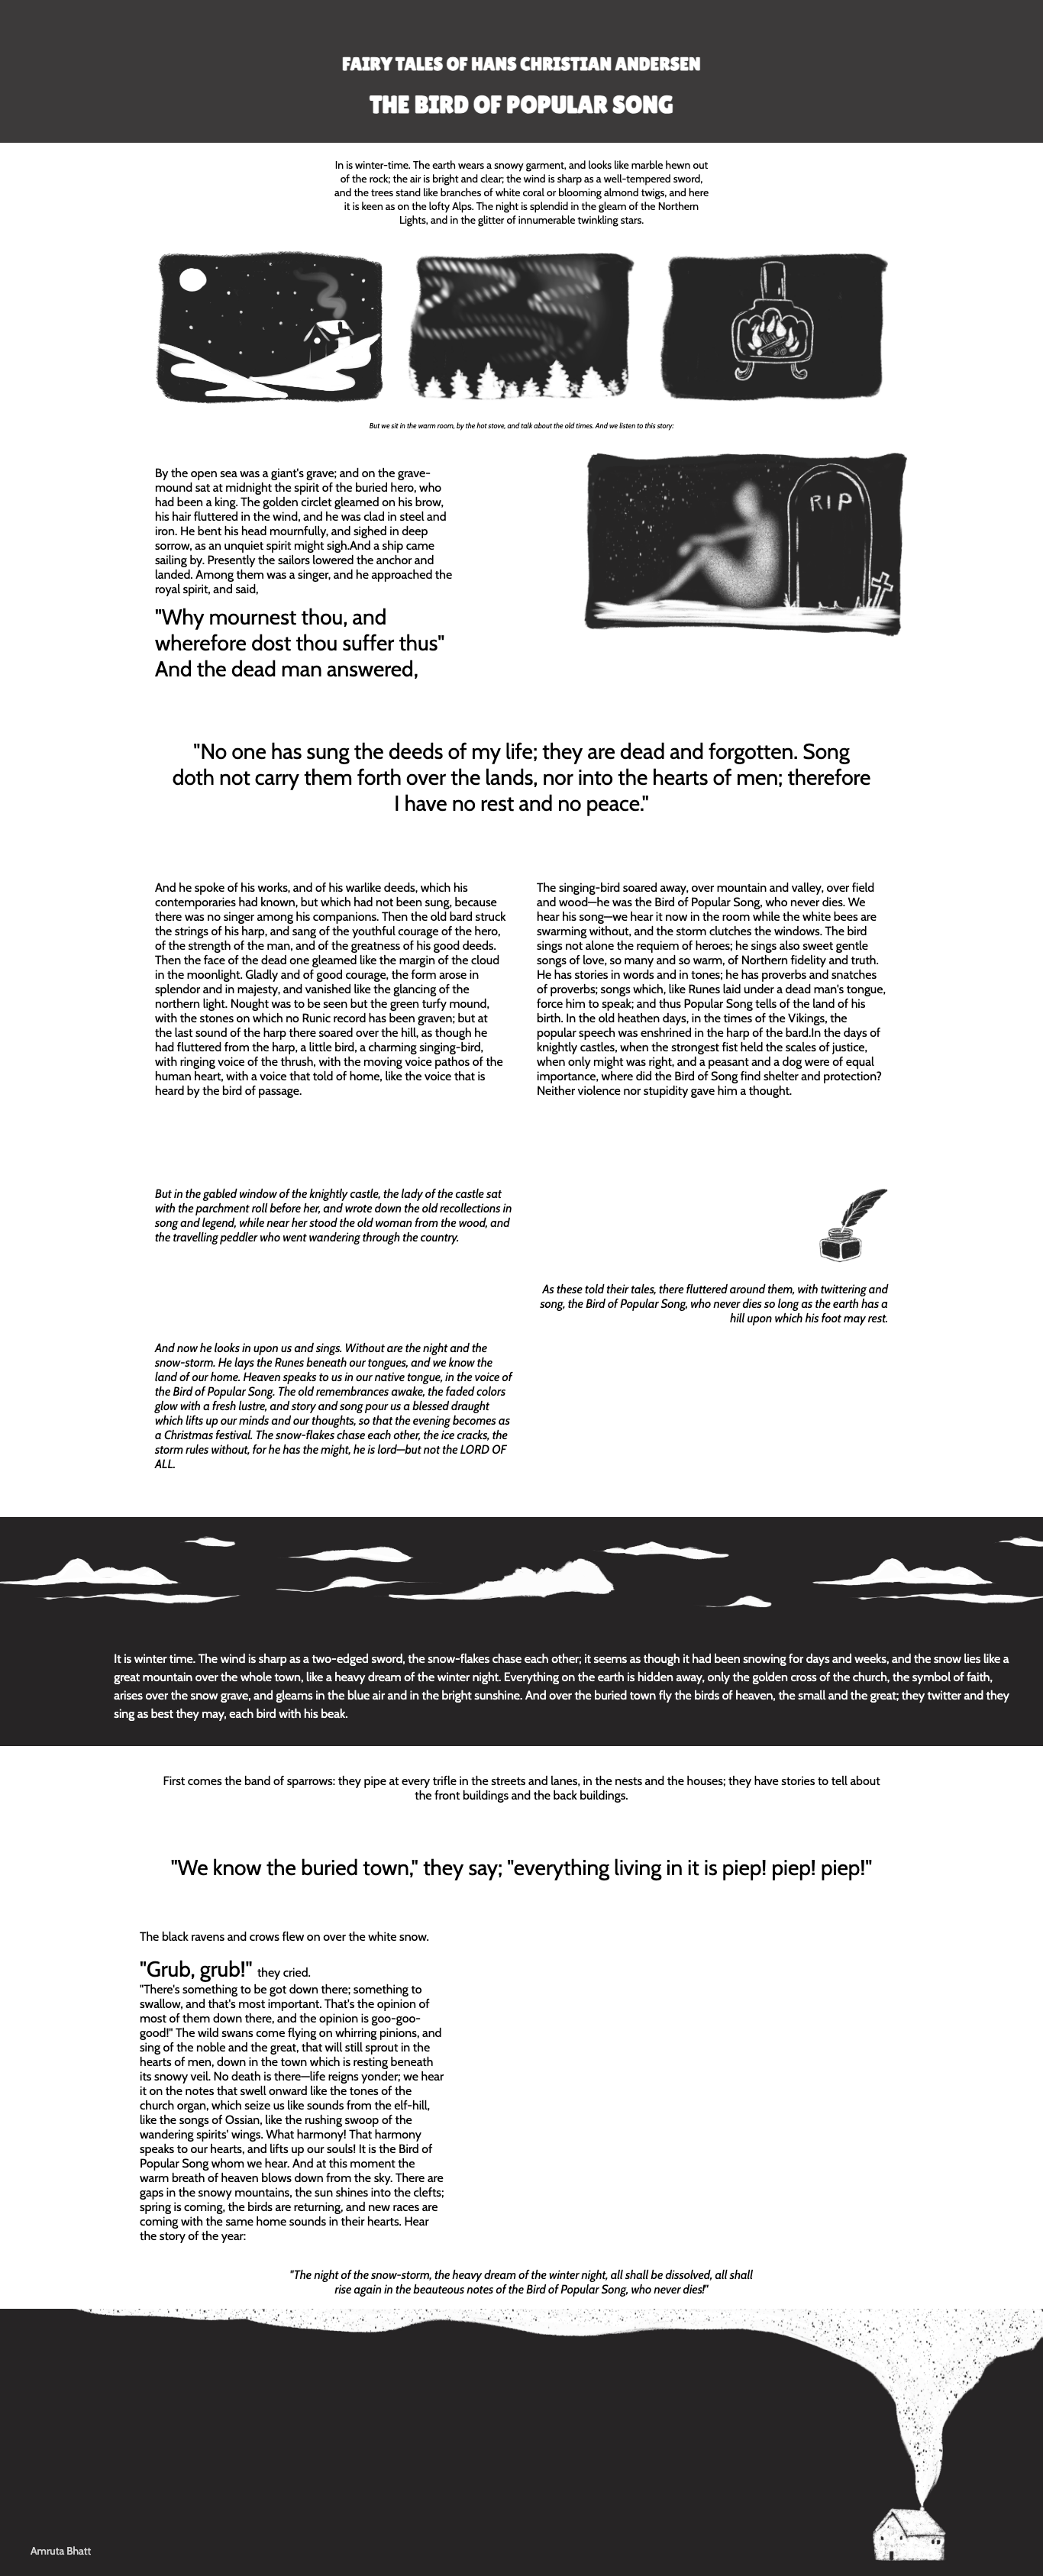 FAIRY TALES OF HANS CHRISTIAN ANDERSEN
THE BIRD OF POPULAR SONG
In is winter-time. The earth wears a snowy garment, and looks like marble hewn out
of the rock; the air is bright and clear; the wind is sharp as a well-tempered sword,
and the trees stand like branches of white coral or blooming almond twigs, and here
it is keen as on the lofty Alps. The night is splendid in the gleam of the Northern
Lights, and in the glitter of innumerable twinkling stars.
But we sit in the warm room, by the hot stove, and talk about the old times. And we listen to this story:
By the open sea was a giant's grave; and on the grave-
mound sat at midnight the spirit of the buried hero, who
had been a king. The golden circlet gleamed on his brow,
his hair fluttered in the wind, and he was clad in steel and
iron. He bent his head mournfully, and sighed in deep
sorrow, as an unquiet spirit might sigh.And a ship came
sailing by. Presently the sailors lowered the anchor and
landed. Among them was a singer, and he approached the
royal spirit, and said,
"Why mournest thou, and
wherefore dost thou suffer thus"
And the dead man answered,
RIP
"No one has sung the deeds of my life; they are dead and forgotten. Song
doth not carry them forth over the lands, nor into the hearts of men; therefore
I have no rest and no peace."
And he spoke of his works, and of his warlike deeds, which his
contemporaries had known, but which had not been sung, because
there was no singer among his companions. Then the old bard struck
the strings of his harp, and sang of the youthful courage of the hero,
of the strength of the man, and of the greatness of his good deeds.
Then the face of the dead one gleamed like the margin of the cloud
in the moonlight. Gladly and of good courage, the form arose in
splendor and in majesty, and vanished like the glancing of the
northern light. Nought was to be seen but the green turfy mound,
with the stones on which no Runic record has been graven; but at
the last sound of the harp there soared over the hill, as though he
had fluttered from the harp, a little bird, a charming singing-bird,
with ringing voice of the thrush, with the moving voice pathos of the
human heart, with a voice that told of home, like the voice that is
heard by the bird of passage.
The singing-bird soared away, over mountain and valley, over field
and wood—he was the Bird of Popular Song, who never dies. We
hear his song—we hear it now in the room while the white bees are
swarming without, and the storm clutches the windows. The bird
sings not alone the requiem of heroes; he sings also sweet gentle
songs of love, so many and so warm, of Northern fidelity and truth.
He has stories in words and in tones; he has proverbs and snatches
of proverbs; songs which, like Runes laid under a dead man's tongue,
force him to speak; and thus Popular Song tells of the land of his
birth. In the old heathen days, in the times of the Vikings, the
popular speech was enshrined in the harp of the bard.In the days of
knightly castles, when the strongest fist held the scales of justice,
when only might was right, and a peasant and a dog were of equal
importance, where did the Bird of Song find shelter and protection?
Neither violence nor stupidity gave him a thought.
But in the gabled window of the knightly castle, the lady of the castle sat
with the parchment roll before her, and wrote down the old recollections in
song and legend, while near her stood the old woman from the wood, and
the travelling peddler who went wandering through the country.
As these told their tales, there fluttered around them, with twittering and
song, the Bird of Popular Song, who never dies so long as the earth has a
hill upon which his foot may rest.
And now he looks in upon us and sings. Without are the night and the
snow-storm. He lays the Runes beneath our tongues, and we know the
land of our home. Heaven speaks to us in our native tongue, in the voice of
the Bird of Popular Song. The old remembrances awake, the faded colors
glow with a fresh lustre, and story and song pour us a blessed draught
which lifts up our minds and our thoughts, so that the evening becomes as
a Christmas festival. The snow-flakes chase each other, the ice cracks, the
storm rules without, for he has the might, he is lord—but not the LORD OF
ALL.
It is winter time. The wind is sharp as a two-edged sword, the snow-flakes chase each other; it seems as though it had been snowing for days and weeks, and the snow lies like a
great mountain over the whole town, like a heavy dream of the winter night. Everything on the earth is hidden away, only the golden cross of the church, the symbol of faith,
arises over the snow grave, and gleams in the blue air and in the bright sunshine. And over the buried town fly the birds of heaven, the small and the great; they twitter and they
sing as best they may, each bird with his beak.
First comes the band of sparrows: they pipe at every trifle in the streets and lanes, in the nests and the houses; they have stories to tell about
the front buildings and the back buildings.
"We know the buried town," they say; "everything living in it is piep! piep! piep!"
The black ravens and crows flew on over the white snow.
"Grub, grub!" they cried.
"There's something to be got down there; something to
swallow, and that's most important. That's the opinion of
most of them down there, and the opinion is goo-goo-
good!" The wild swans come flying on whirring pinions, and
sing of the noble and the great, that will still sprout in the
hearts of men, down in the town which is resting beneath
its snowy veil. No death is there—life reigns yonder; we hear
it on the notes that swell onward like the tones of the
church organ, which seize us like sounds from the elf-hill,
like the songs of Ossian, like the rushing swoop of the
wandering spirits' wings. What harmony! That harmony
speaks to our hearts, and lifts up our souls! It is the Bird of
Popular Song whom we hear. And at this moment the
warm breath of heaven blows down from the sky. There are
gaps in the snowy mountains, the sun shines into the clefts;
spring is coming, the birds are returning, and new races are
coming with the same home sounds in their hearts. Hear
the story of the year:
"The night of the snow-storm, the heavy dream of the winter night, all shall be dissolved, all shall
rise again in the beauteous notes of the Bird of Popular Song, who never dies!"
Amruta Bhatt